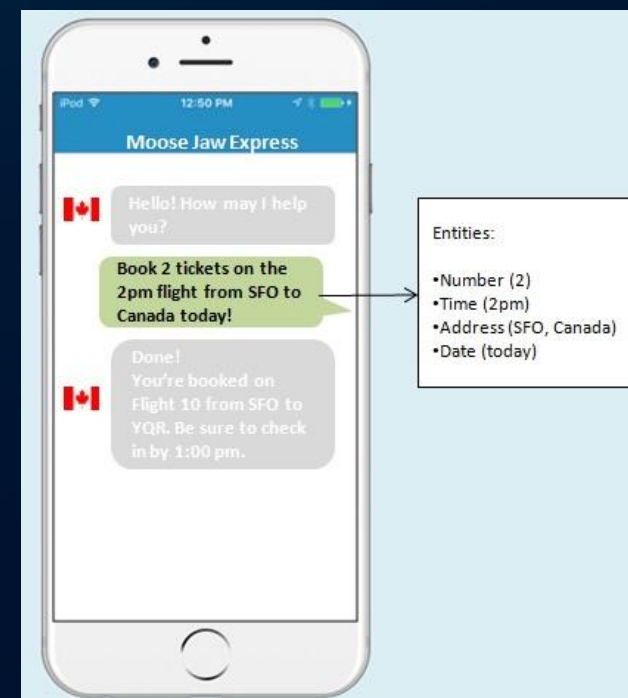 iPod 12:50 PM
Moose Jaw Express
Hello! How may I help
you?
Book 2 tickets on the
2pm flight from SFO to
Canada today!
Done!
You're booked on
Flight 10 from SFO to
YQR. Be sure to check
in by 1:00 pm.
Entities:
•Number (2)
•Time (2pm)
•Address (SFO, Canada)
•Date (today)